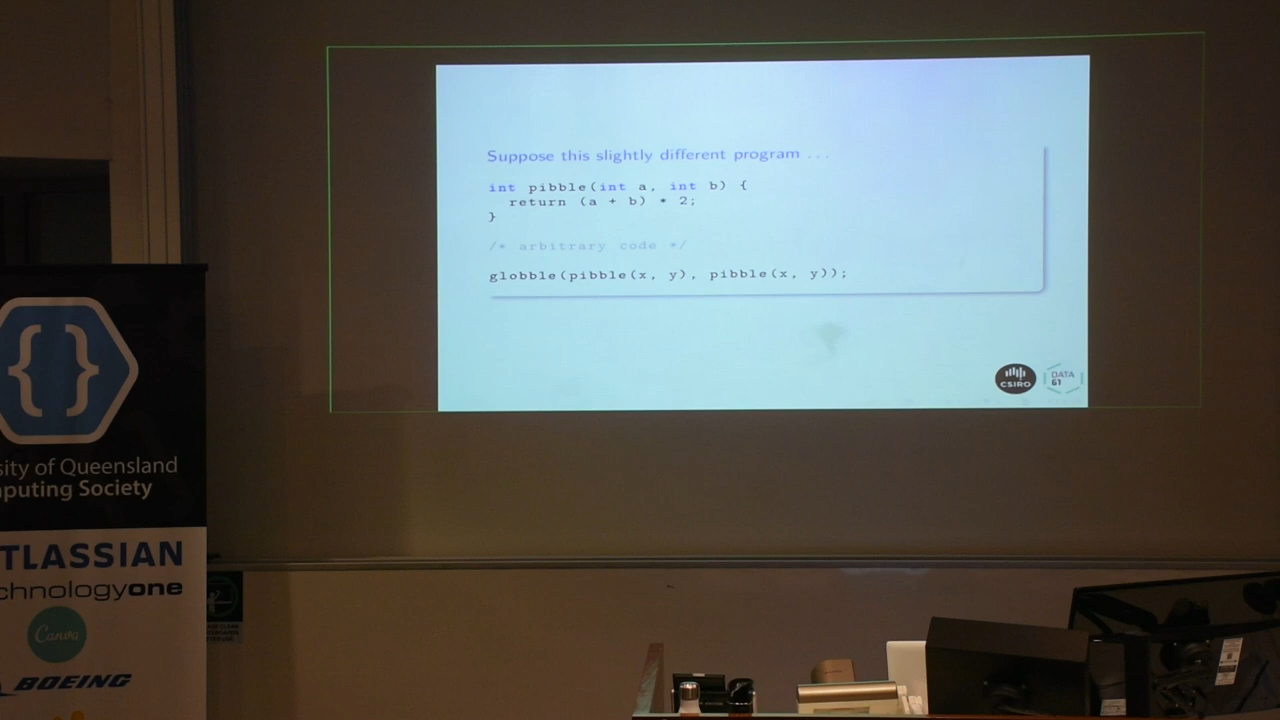 Suppose this slightly different program ...
int pibble(int a, int b) {
return (a + b) * 2;
}
/* arbitrary code */
globble(pibble(x, y), pibble(x, y));
CSIRO
DATA
61
sity of Queensland
puting Society
TLASSIAN
chnologyone
Canva
BOEING